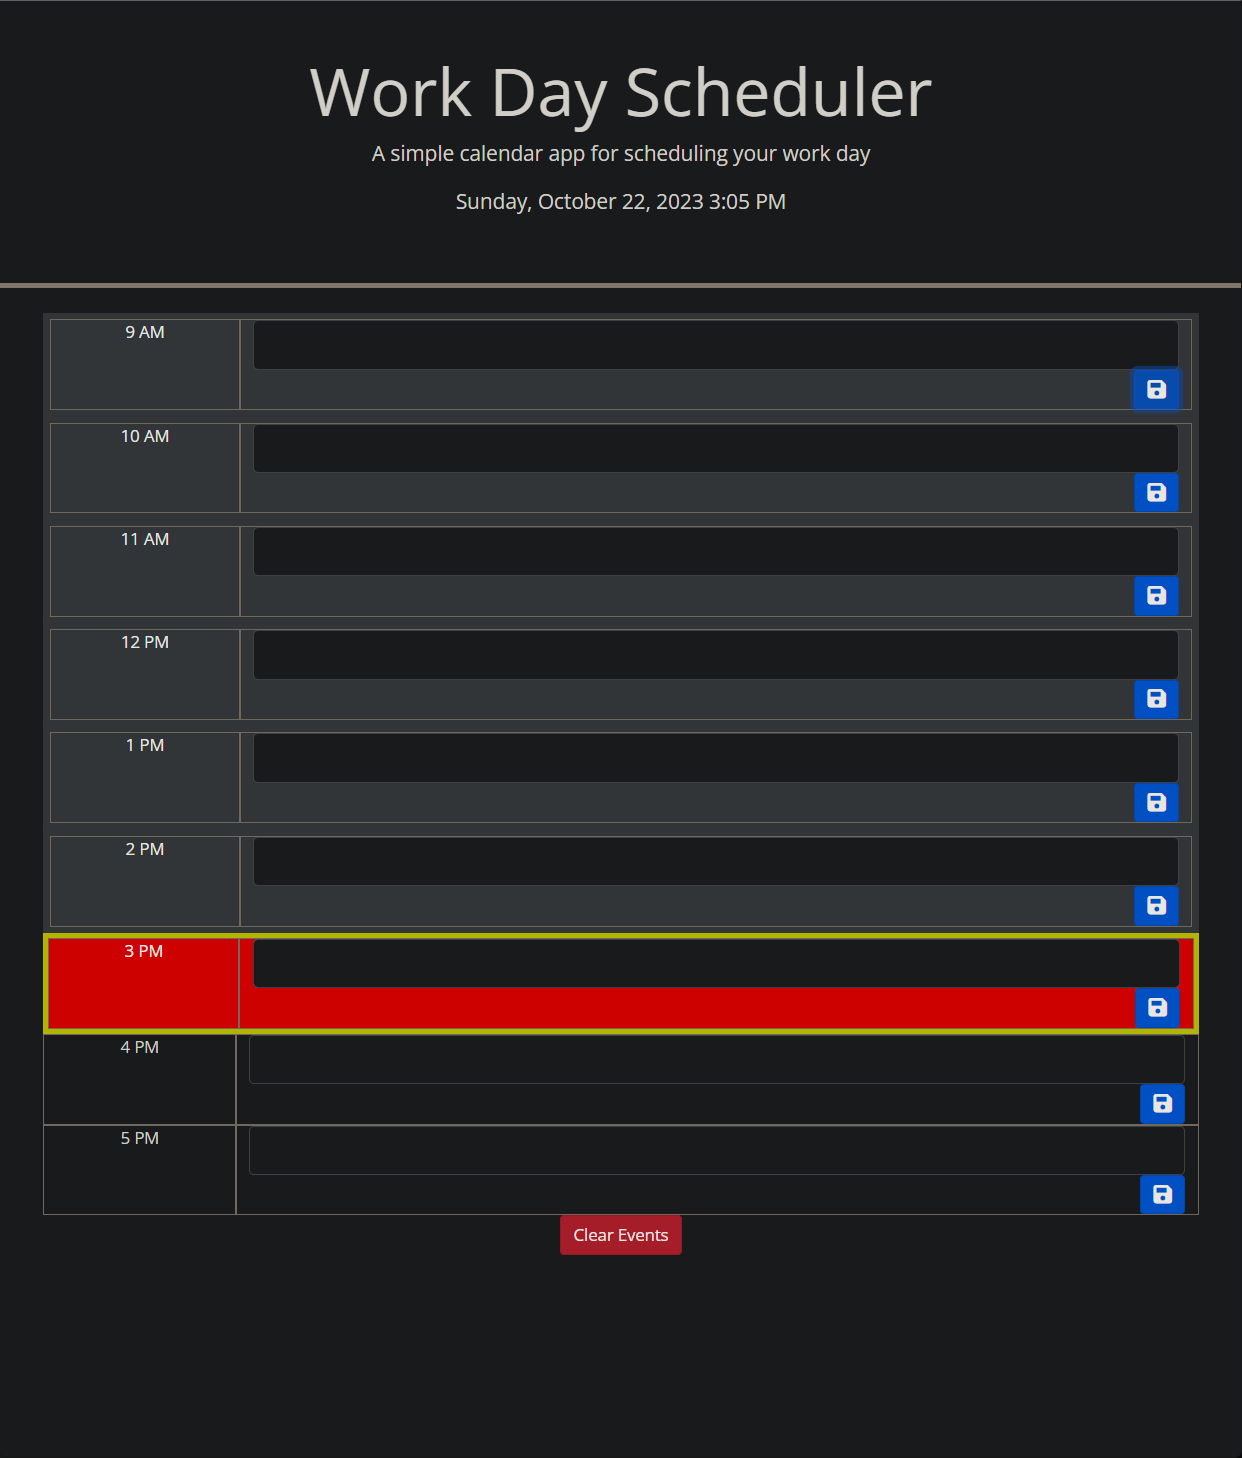 Work Day Scheduler
A simple calendar app for scheduling your work day
Sunday, October 22, 2023 3:05 PM
9 AM
10 AM
11 AM
12 PM
1 PM
2 PM
3 PM
4 PM
5 PM
Clear Events